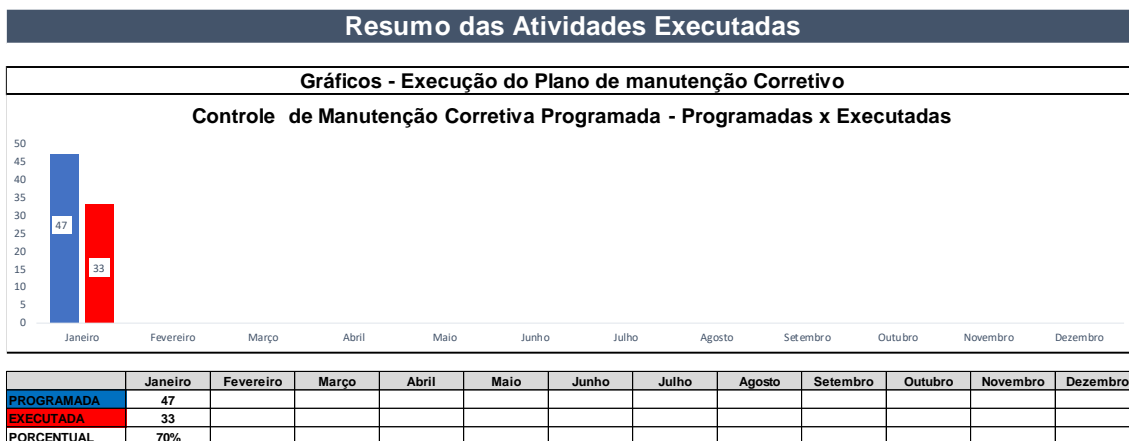 Resumo das Atividades Executadas
Gráficos - Execução do Plano de manutenção Corretivo
Controle de Manutenção Corretiva Programada - Programadas x Executadas
50
45
40
35
30
25
20
15
10
5
0
47
33
Janeiro Fevereiro Março Abril Maio Junho Julho Agosto Setembro Outubro Novembro Dezembro
Janeiro Fevereiro Março Abril Maio Junho Julho Agosto Setembro Outubro Novembro Dezembro
PROGRAMADA 47
EXECUTADA 33
PORCENTUAL 70%